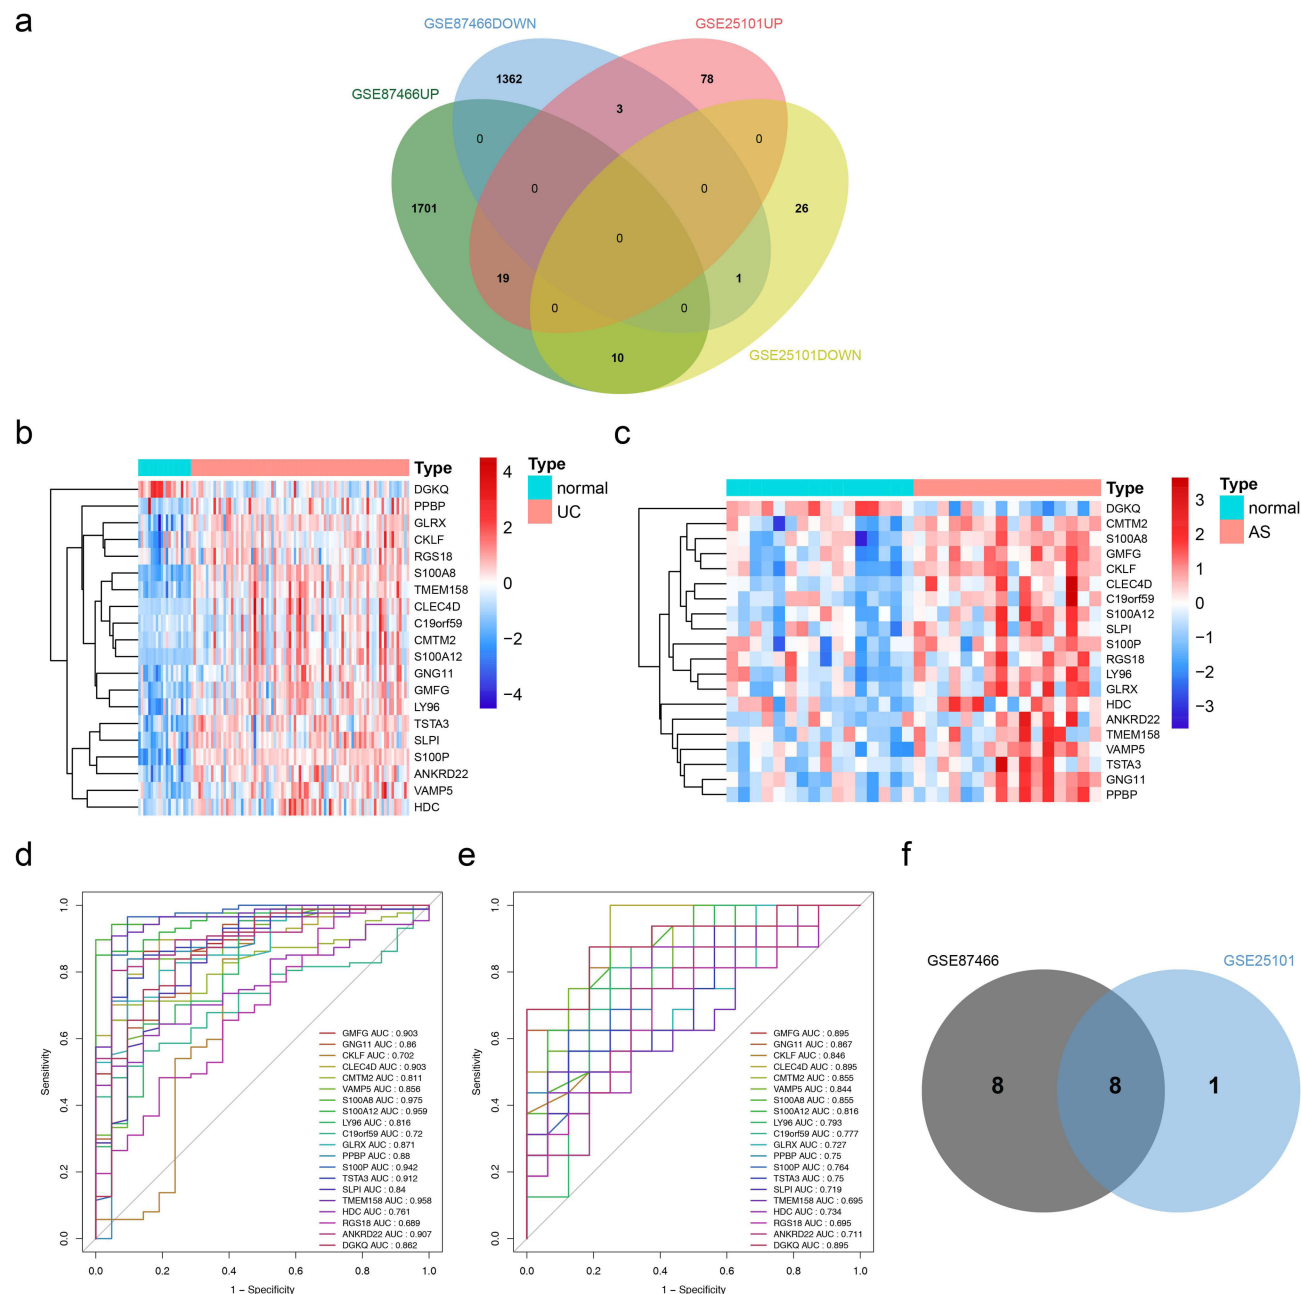 a
GSE87466DOWN
GSE25101UP
GSE87466UP
1362
78
3
0
0
0
0
1701
26
0
19
1
0
0
10
GSE25101DOWN
b
Type
DGKQ
PPBP
GLRX
CKLF
RGS18
S100A8
TMEM158
CLEC4D
C19orf59
CMTM2
S100A12
GNG11
GMFG
LY96
TSTA3
SLPI
S100P
ANKRD22
VAMP5
HDC
4
2
0
−2
−4
Type
normal
UC
c
Type
DGKQ
CMTM2
S100A8
GMFG
CKLF
CLEC4D
C19orf59
S100A12
SLPI
S100P
RGS18
LY96
GLRX
HDC
ANKRD22
TMEM158
VAMP5
TSTA3
GNG11
PPBP
3
2
1
0
−1
−2
−3
Type
normal
AS
d
Sensitivity
1.0
0.8
0.6
0.4
0.2
0.0
GMFG AUC : 0.903
GNG11 AUC : 0.86
CKLF AUC : 0.702
CLEC4D AUC : 0.903
CMTM2 AUC : 0.811
VAMP5 AUC : 0.856
S100A8 AUC : 0.975
S100A12 AUC : 0.959
LY96 AUC : 0.816
C19orf59 AUC : 0.72
GLRX AUC : 0.871
PPBP AUC : 0.88
S100P AUC : 0.942
TSTA3 AUC : 0.912
SLPI AUC : 0.84
TMEM158 AUC : 0.958
HDC AUC : 0.761
RGS18 AUC : 0.689
ANKRD22 AUC : 0.907
DGKQ AUC : 0.862
0.0 0.2 0.4 0.6 0.8 1.0
1 − Specificity
e
Sensitivity
1.0
0.8
0.6
0.4
0.2
0.0
GMFG AUC : 0.895
GNG11 AUC : 0.867
CKLF AUC : 0.846
CLEC4D AUC : 0.895
CMTM2 AUC : 0.855
VAMP5 AUC : 0.844
S100A8 AUC : 0.855
S100A12 AUC : 0.816
LY96 AUC : 0.793
C19orf59 AUC : 0.777
GLRX AUC : 0.727
PPBP AUC : 0.75
S100P AUC : 0.764
TSTA3 AUC : 0.75
SLPI AUC : 0.719
TMEM158 AUC : 0.695
HDC AUC : 0.734
RGS18 AUC : 0.695
ANKRD22 AUC : 0.711
DGKQ AUC : 0.895
0.0 0.2 0.4 0.6 0.8 1.0
1 − Specificity
f
GSE87466
GSE25101
8
8
1